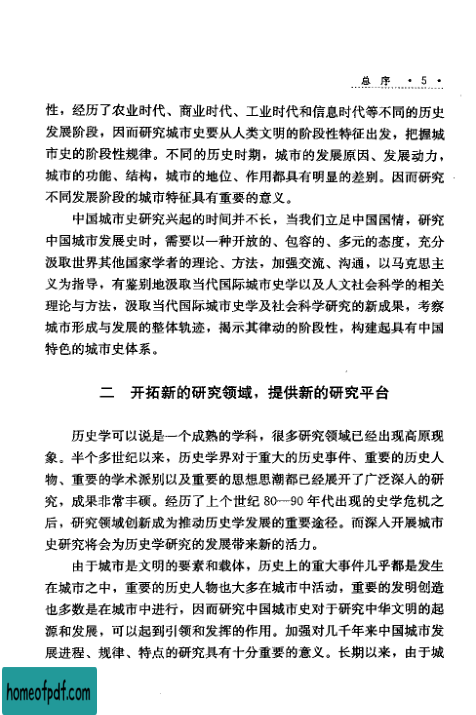 总 序 · 5 ·
性，经历了农业时代、商业时代、工业时代和信息时代等不同的历史
发展阶段，因而研究城市史要从人类文明的阶段性特征出发，把握城
市史的阶段性规律。不同的历史时期，城市的发展原因、发展动力，
城市的功能、结构，城市的地位、作用都具有明显的差别。因而研究
不同发展阶段的城市特征具有重要的意义。
中国城市史研究兴起的时间并不长，当我们立足中国国情，研究
中国城市发展史时，需要以一种开放的、包容的、多元的态度，充分
汲取世界其他国家学者的理论、方法，加强交流、沟通，以马克思主
义为指导，有鉴别地汲取当代国际城市史学以及人文社会科学的相关
理论与方法，汲取当代国际城市史学及社会科学研究的新成果，考察
城市形成与发展的整体轨迹，揭示其律动的阶段性，构建起具有中国
特色的城市史体系。
二 开拓新的研究领域，提供新的研究平台
历史学可以说是一个成熟的学科，很多研究领域已经出现高原现
象。半个多世纪以来，历史学界对于重大的历史事件、重要的历史人
物、重要的学术派别以及重要的思想思潮都已经展开了广泛深入的研
究，成果非常丰硕。经历了上个世纪80—90年代出现的史学危机之
后，研究领域创新成为推动历史学发展的重要途径。而深入开展城市
史研究将会为历史学研究的发展带来新的活力。
由于城市是文明的要素和载体，历史上的重大事件几乎都是发生
在城市之中，重要的历史人物也大多在城市中活动，重要的发明创造
也多数是在城市中进行，因而研究中国城市史对于研究中华文明的起
源和发展，可以起到引领和发挥的作用。加强对几千年来中国城市发
展进程、规律、特点的研究具有十分重要的意义。长期以来，由于城
homeofpdf.com